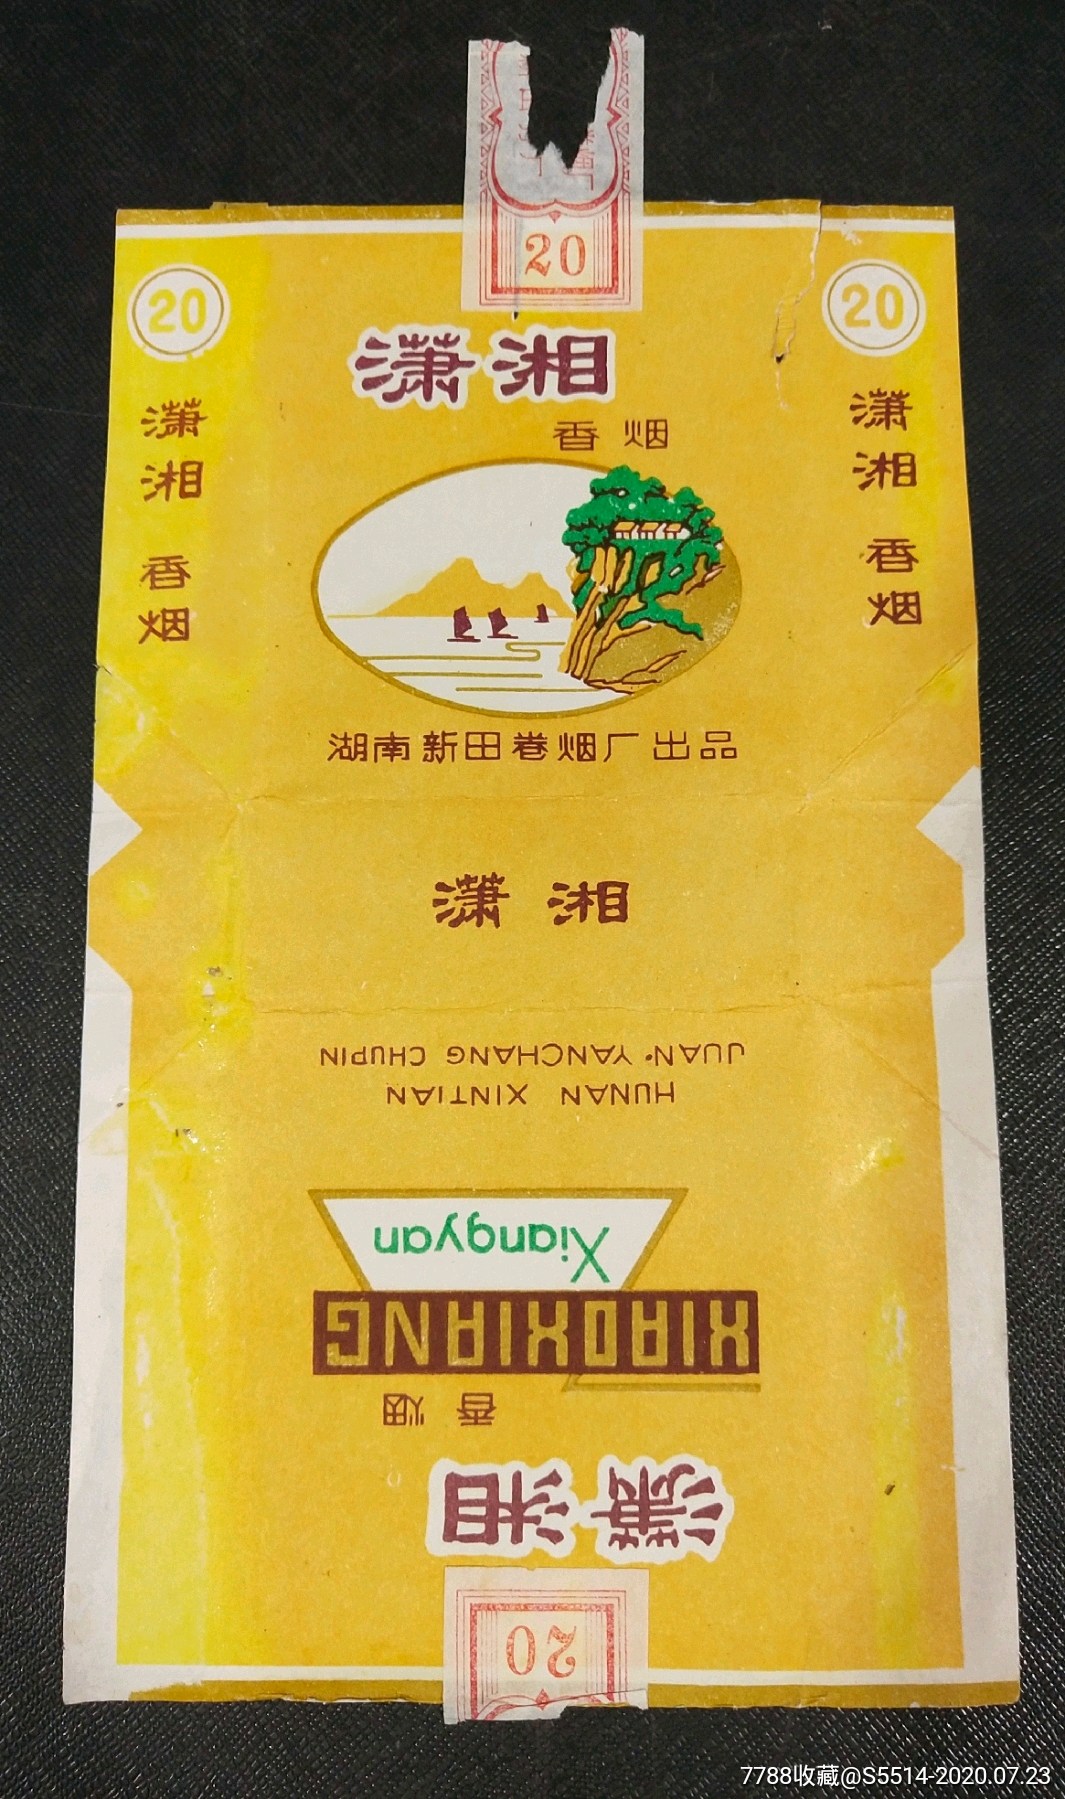 20
20
20
潇湘
香烟
潇
湘
香
烟
潇
湘
香
烟
湖南新田卷烟厂出品
潇湘
JUAN YANCHANG CHUPIN
HUNAN XINTIAN
Xiangyan
XIAOXIANG
香烟
潇湘
20
7788收藏@S5514-2020.07.23